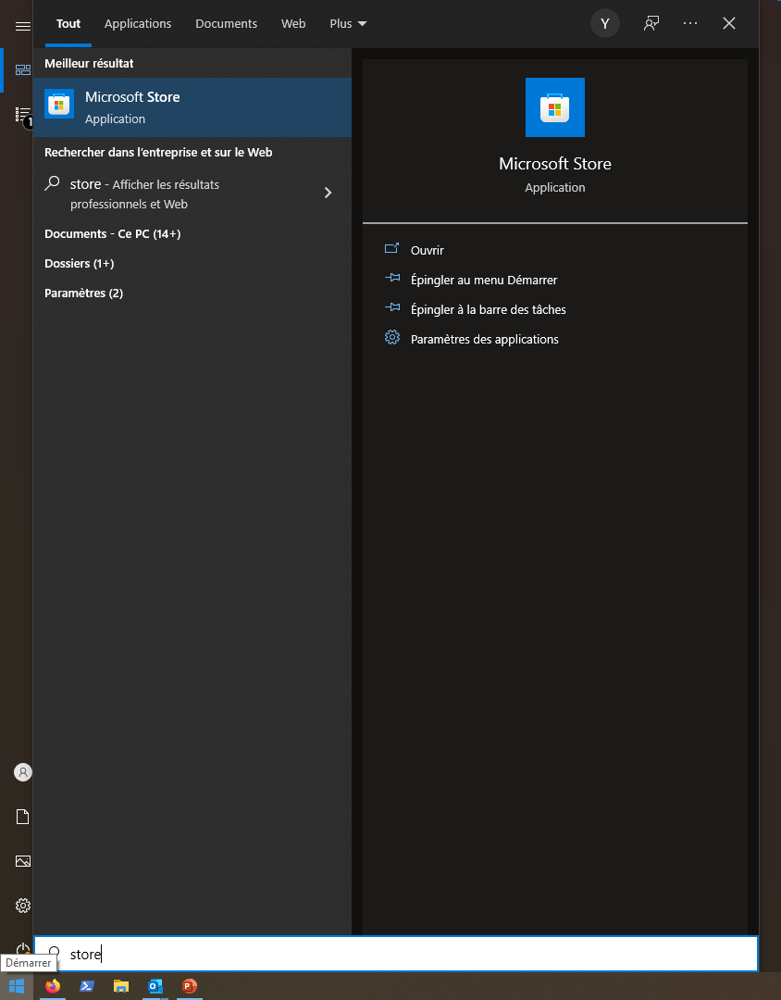 Tout Applications Documents Web Plus Y
Meilleur résultat
Microsoft Store
Application
Rechercher dans l'entreprise et sur le Web
store - Afficher les résultats
professionnels et Web
Documents - Ce PC (14+)
Dossiers (1+)
Paramètres (2)
Microsoft Store
Application
Ouvrir
Épingler au menu Démarrer
Épingler à la barre des tâches
Paramètres des applications
1
store
Démarrer